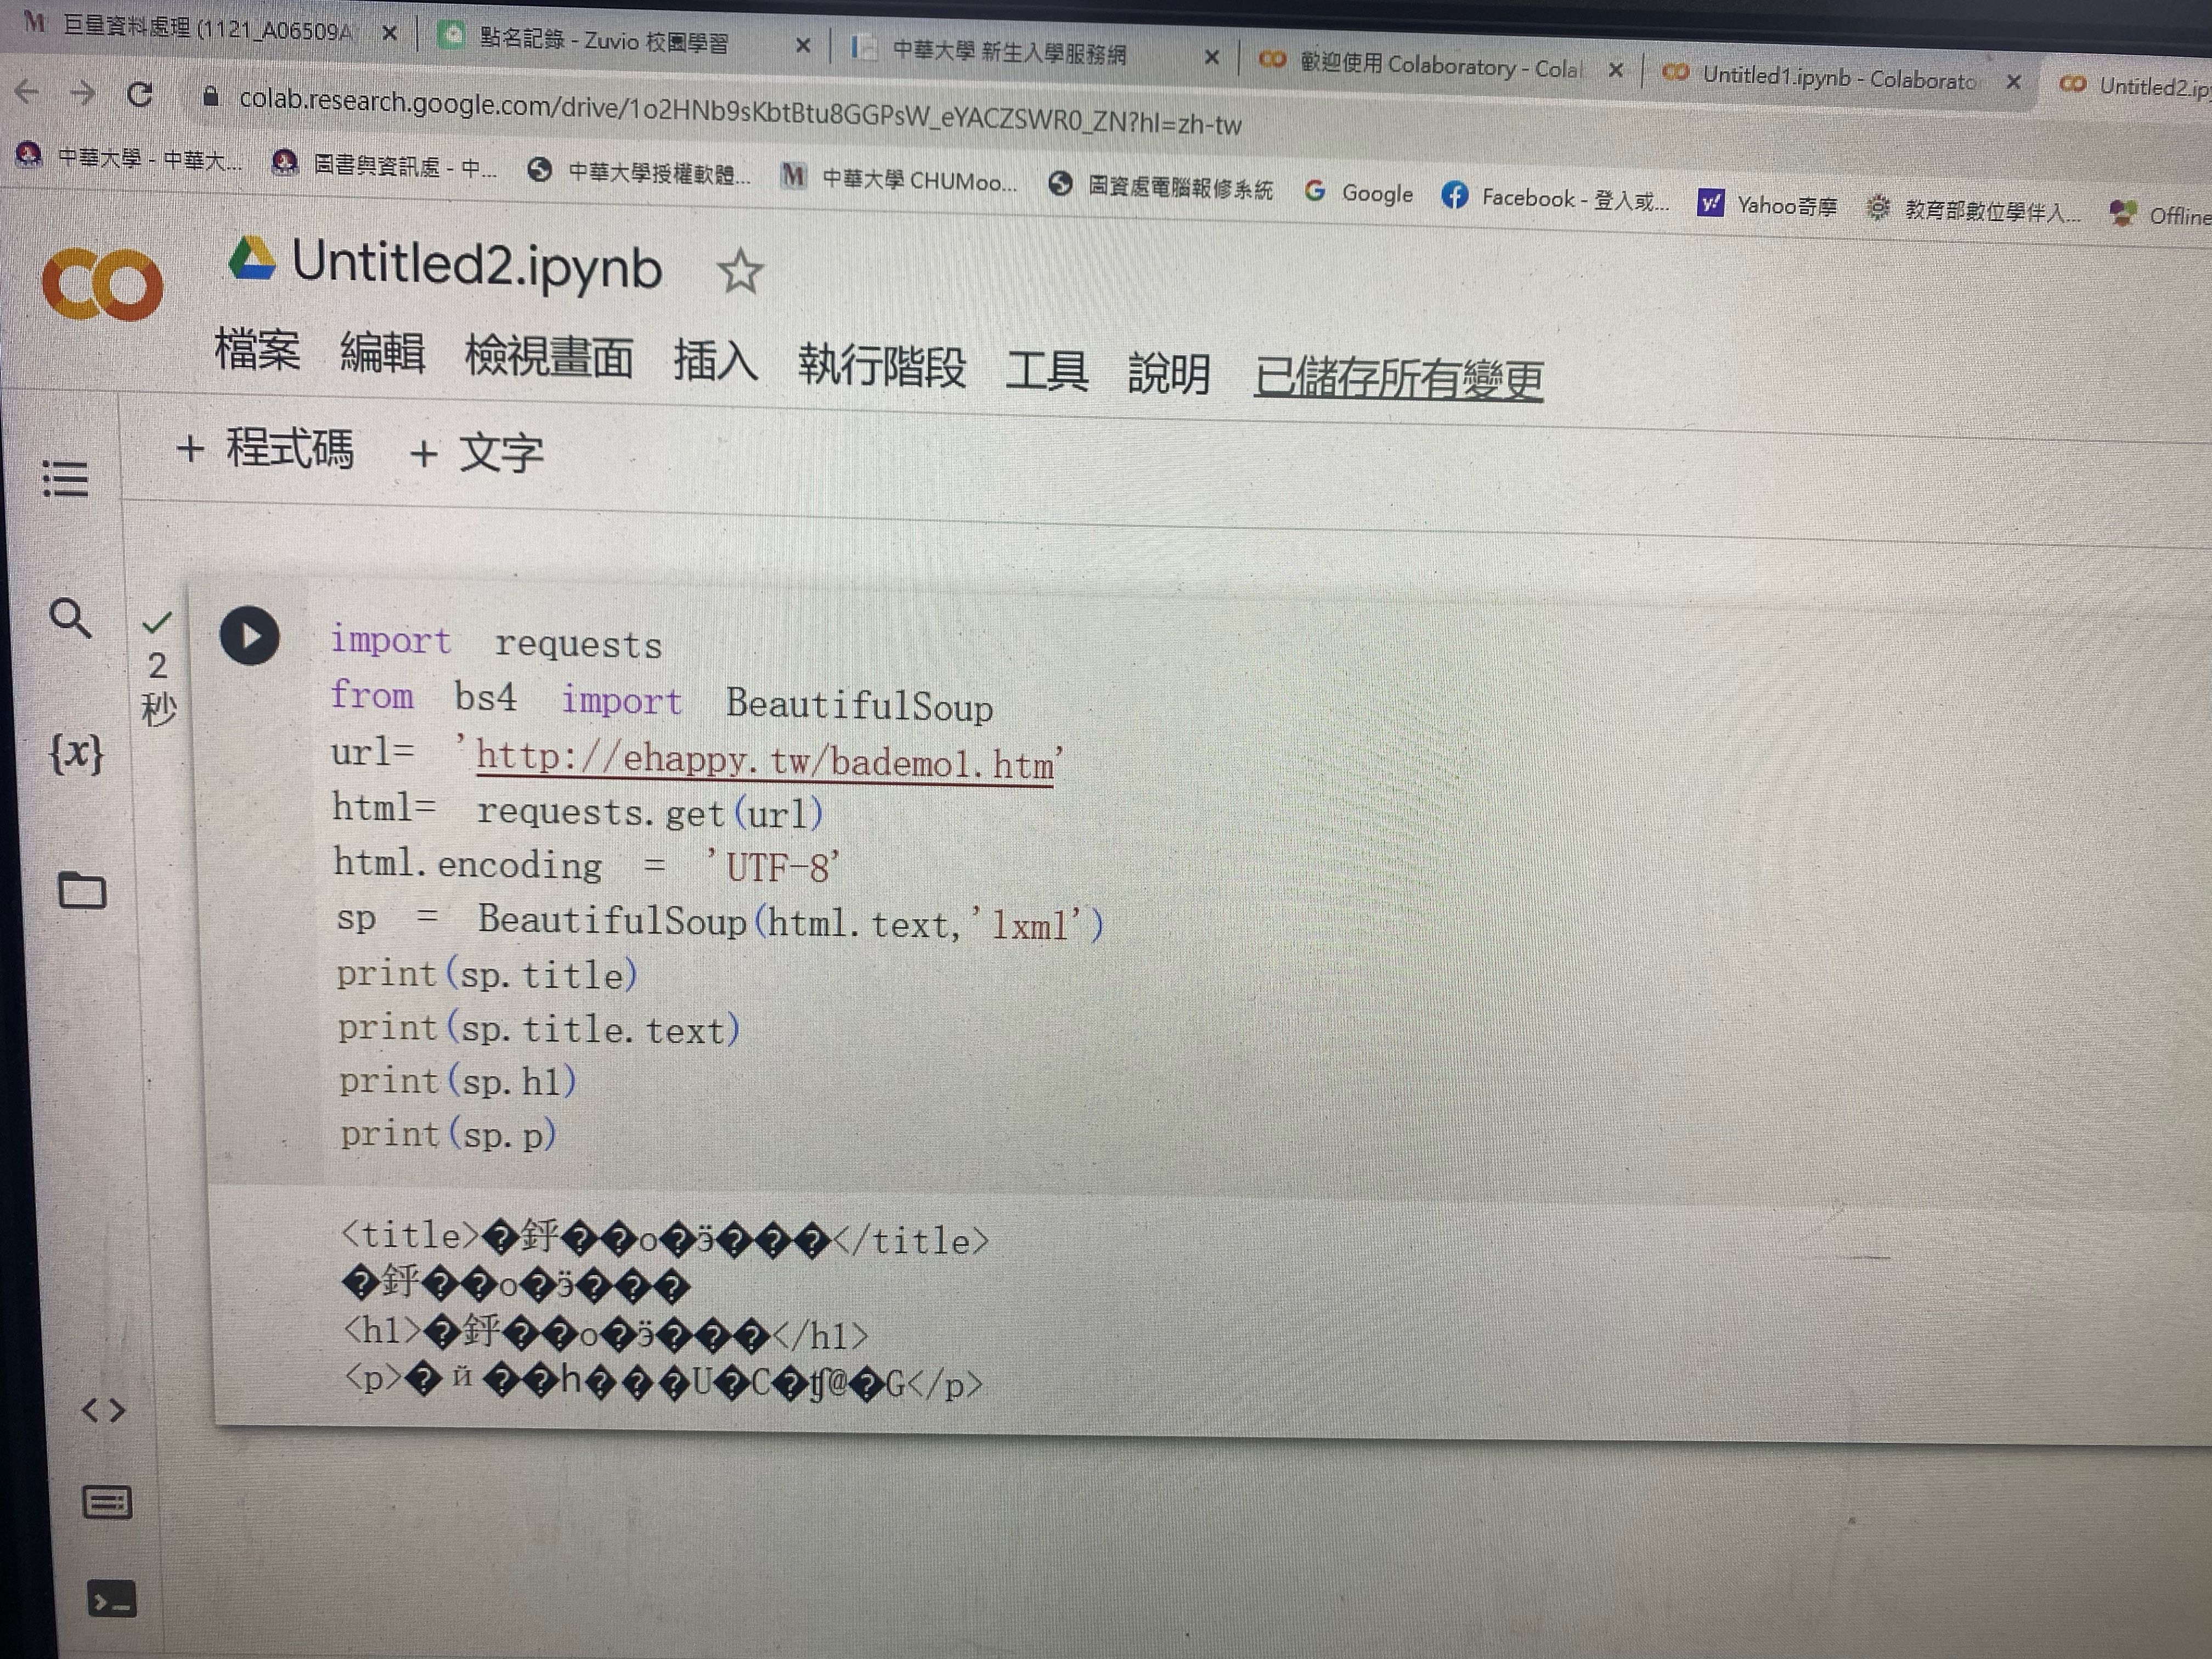 巨量資料處理 (1121_A06509A
點名記錄 - Zuvio 校園學習
中華大學 新生入學服務網
歡迎使用 Colaboratory - Colal
Untitled1.ipynb - Colaborato
Untitled2.ipy
colab.research.google.com/drive/1o2HNb9sKbtBtu8GGPsW_eYACZSWR0_ZN?hl=zh-tw
中華大學 - 中華大...
圖書與資訊處 - 中...
中華大學授權軟體...
中華大學 CHUMoo...
圖資處電腦報修系統
Google
Facebook - 登入或...
Yahoo奇摩
教育部數位學伴入...
Offline
Untitled2.ipynb
檔案 編輯 檢視畫面 插入 執行階段 工具 說明 已儲存所有變更
+ 程式碼 + 文字
2
秒
{x}
import requests
from bs4 import BeautifulSoup
url= 'http://ehappy.tw/bademo1.htm'
html= requests.get(url)
html.encoding = 'UTF-8'
sp = BeautifulSoup(html.text,'lxml')
print(sp.title)
print(sp.title.text)
print(sp.h1)
print(sp.p)
<title>�釪��o�ӭ���</title>
�釪��o�ӭ���
<h1>�釪��o�ӭ���</h1>
<p>�й��h���U�C�ʧ@�G</p>